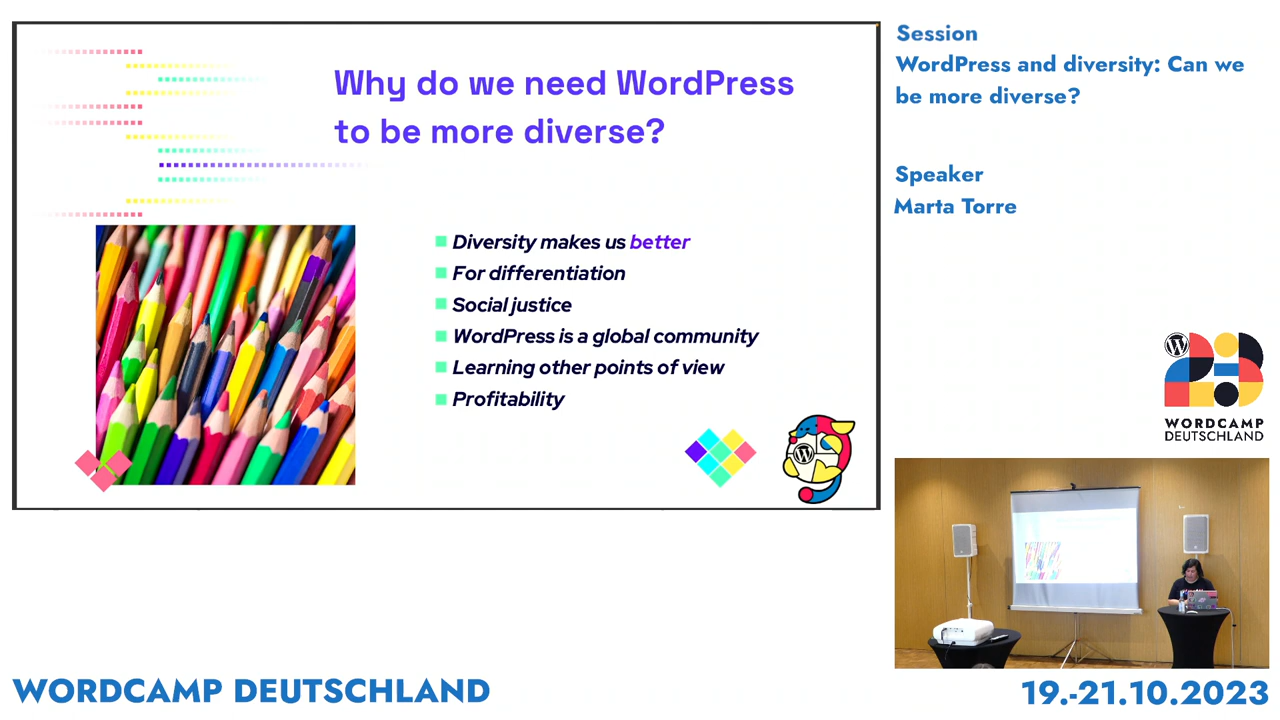 Why do we need WordPress
to be more diverse?
Diversity makes us better
For differentiation
Social justice
WordPress is a global community
Learning other points of view
Profitability
Session
WordPress and diversity: Can we
be more diverse?
Speaker
Marta Torre
WORDCAMP
DEUTSCHLAND
WORDCAMP DEUTSCHLAND
19.-21.10.2023